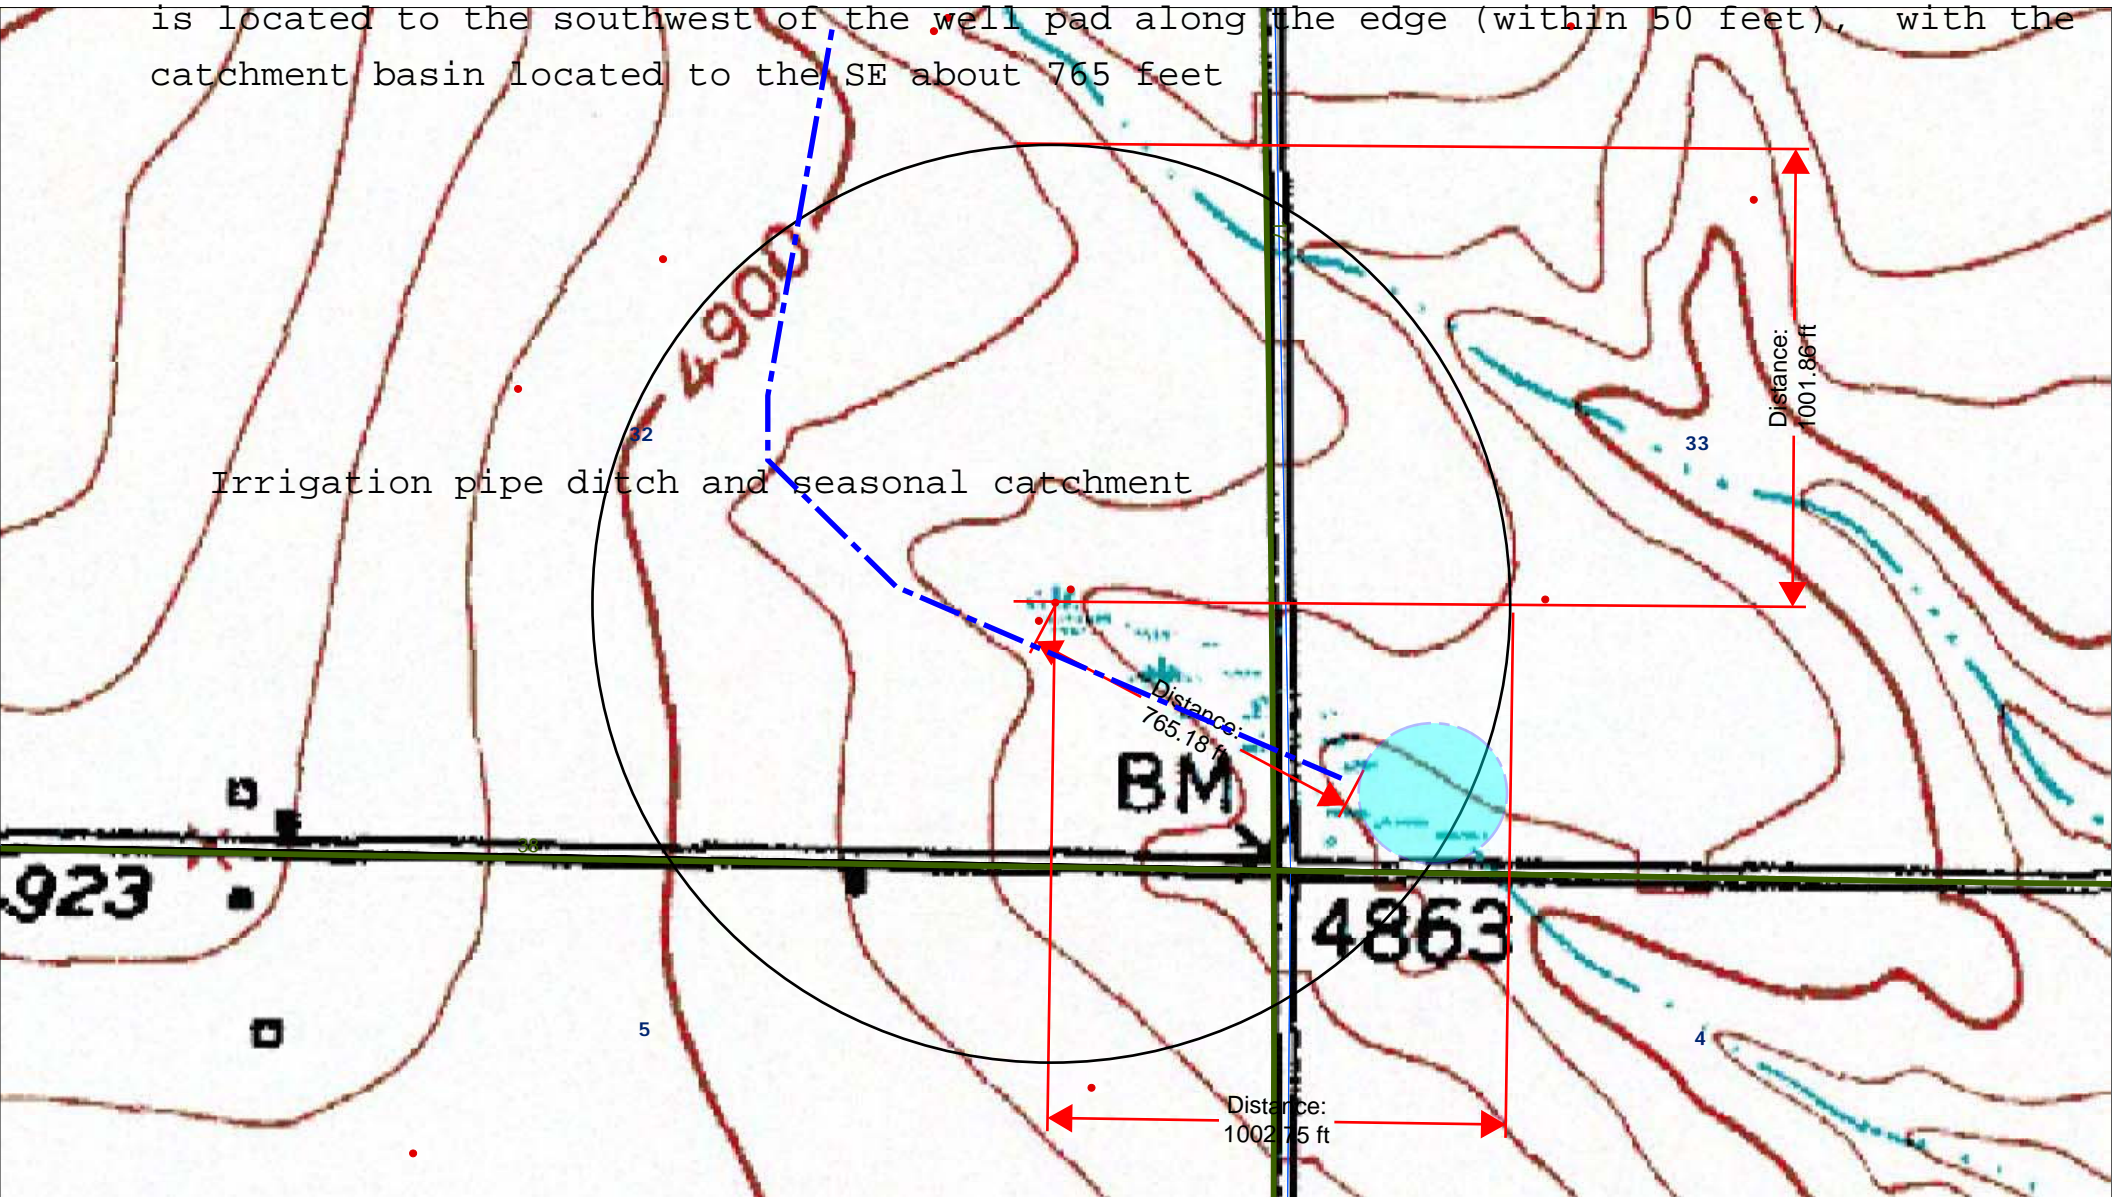 is located to the southwest of the well pad along the edge (within 50 feet),  with the
catchment basin located to the SE about 765 feet
4900
Distance:
1001.86 ft
32
33
Irrigation pipe ditch and seasonal catchment
Distance:
765.18 ft
BM
38
923
4863
5
4
Distance:
1002.75 ft